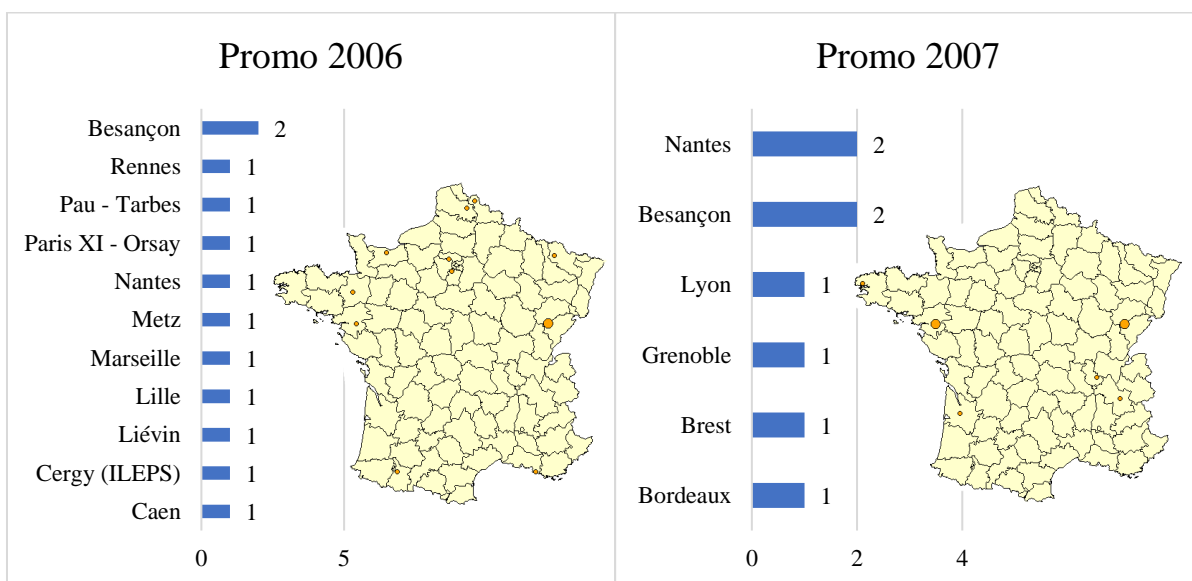 Promo 2006
Besançon 2
Rennes 1
Pau - Tarbes 1
Paris XI - Orsay 1
Nantes 1
Metz 1
Marseille 1
Lille 1
Liévin 1
Cergy (ILEPS) 1
Caen 1
0 5
Promo 2007
Nantes 2
Besançon 2
Lyon 1
Grenoble 1
Brest 1
Bordeaux 1
0 2 4